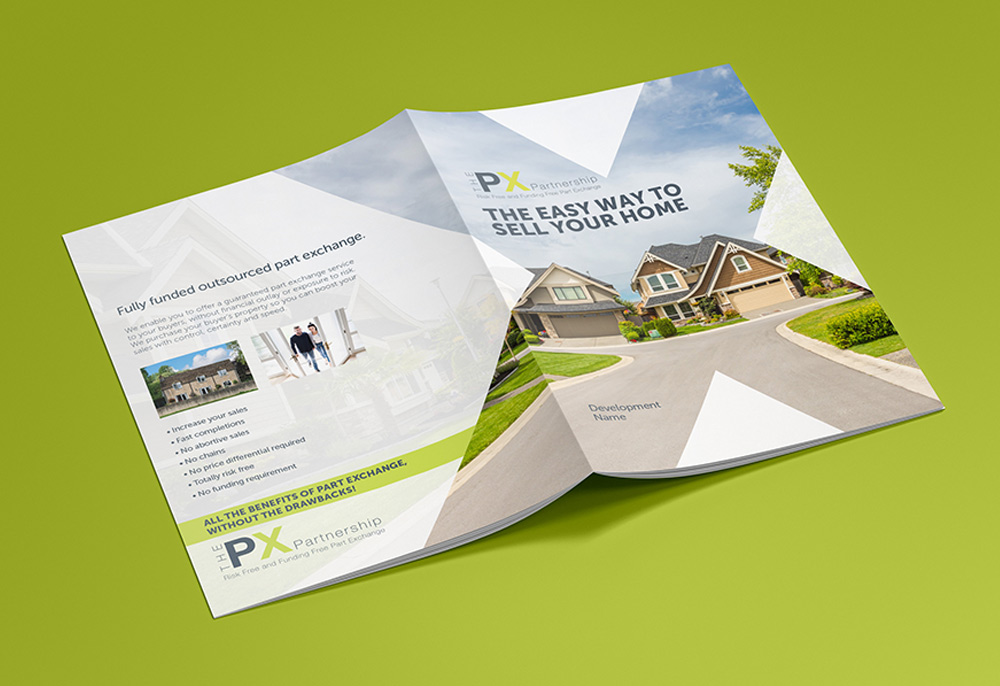 Fully funded outsourced part exchange.
We enable you to offer a guaranteed part exchange service
to your buyers, without financial outlay or exposure to risk.
We purchase your buyer's property so you can boost your
sales with control, certainty and speed.
• Increase your sales
• Fast completions
• No abortive sales
• No chains
• No price differential required
• Totally risk free
• No funding requirement
ALL THE BENEFITS OF PART EXCHANGE,
WITHOUT THE DRAWBACKS!
THE PX Partnership
Risk Free and Funding Free Part Exchange
THE PX Partnership
Risk Free and Funding Free Part Exchange
THE EASY WAY TO
SELL YOUR HOME
Development
Name